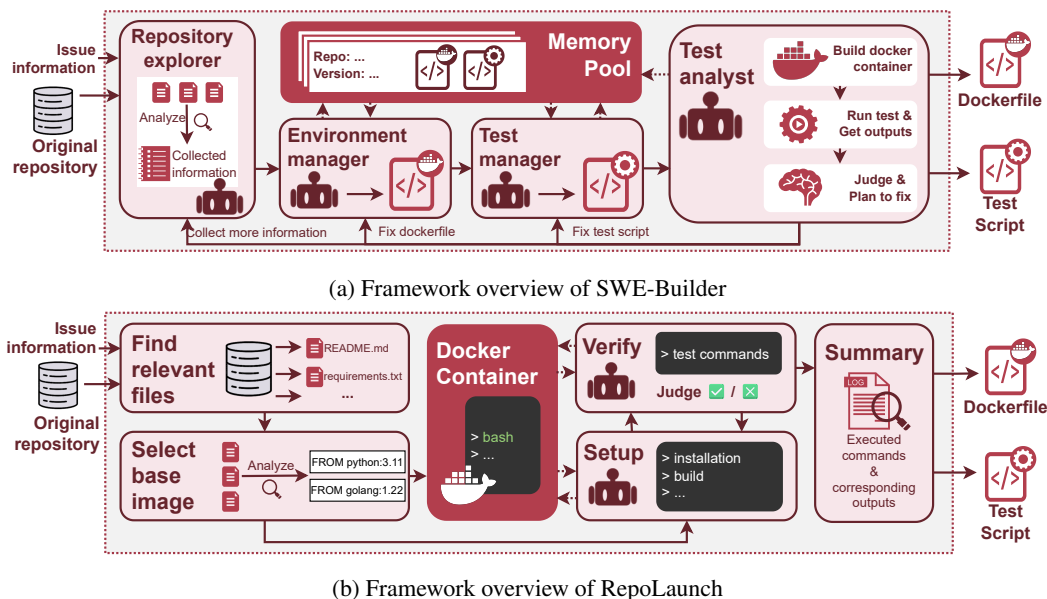 Issue
information
Original
repository
Repository
explorer
Analyze
Collected
information
Repo: ...
Version: ...
</>
</>
Memory
Pool
Environment
manager
</>
Test
manager
</>
Test
analyst
Build docker
container
Run test &
Get outputs
Judge &
Plan to fix
</>
Dockerfile
</>
Test
Script
Collect more information
Fix dockerfile
Fix test script
(a) Framework overview of SWE-Builder
Issue
information
Original
repository
Find
relevant
files
README.md
requirements.txt
...
Select
base
image
Analyze
FROM python:3.11
FROM golang:1.22
Docker
Container
> bash
> ...
Verify
> test commands
Judge ✅ / ❎
Setup
> installation
> build
> ...
Summary
LOG
Executed
commands
&
corresponding
outputs
</>
Dockerfile
</>
Test
Script
(b) Framework overview of RepoLaunch